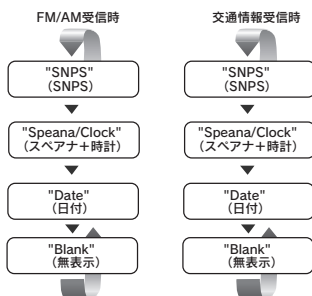 FM/AM受信時
"SNPS"
(SNPS)
"Speana/Clock"
(スペアナ+時計)
"Date"
(日付)
"Blank"
(無表示)
交通情報受信時
"SNPS"
(SNPS)
"Speana/Clock"
(スペアナ+時計)
"Date"
(日付)
"Blank"
(無表示)